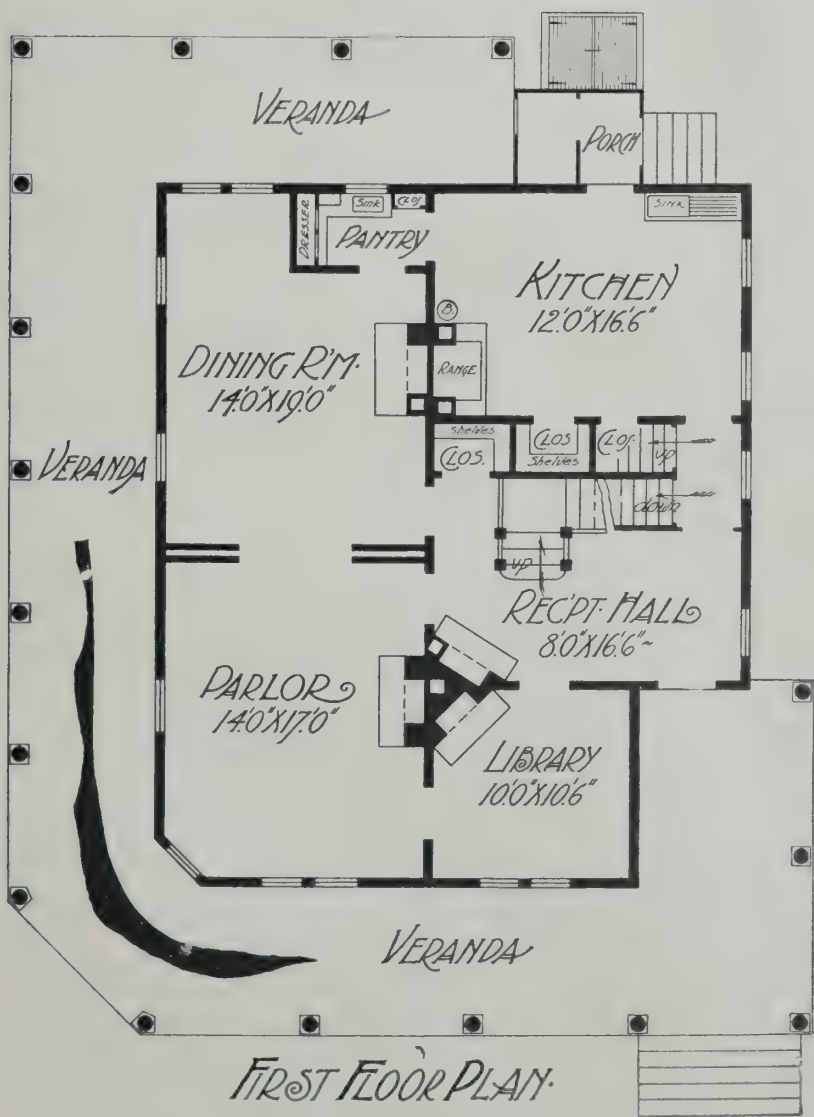 VERANDA
PORCH
DRESSER
SINK
CLOS
PANTRY
SINK
KITCHEN
12'.0"X16'.6"
B.
DINING R'M.
14'.0"X19'.0"
RANGE
Shelves
CLOS.
CLOS
Shelves
CLOS.
UP
VERANDA
down
UP
REC'PT. HALL
8'.0"X16'.6"~
PARLOR
14'.0"X17'.0"
LIBRARY
10'.0"X10'.6"
VERANDA
FIRST FLOOR PLAN.